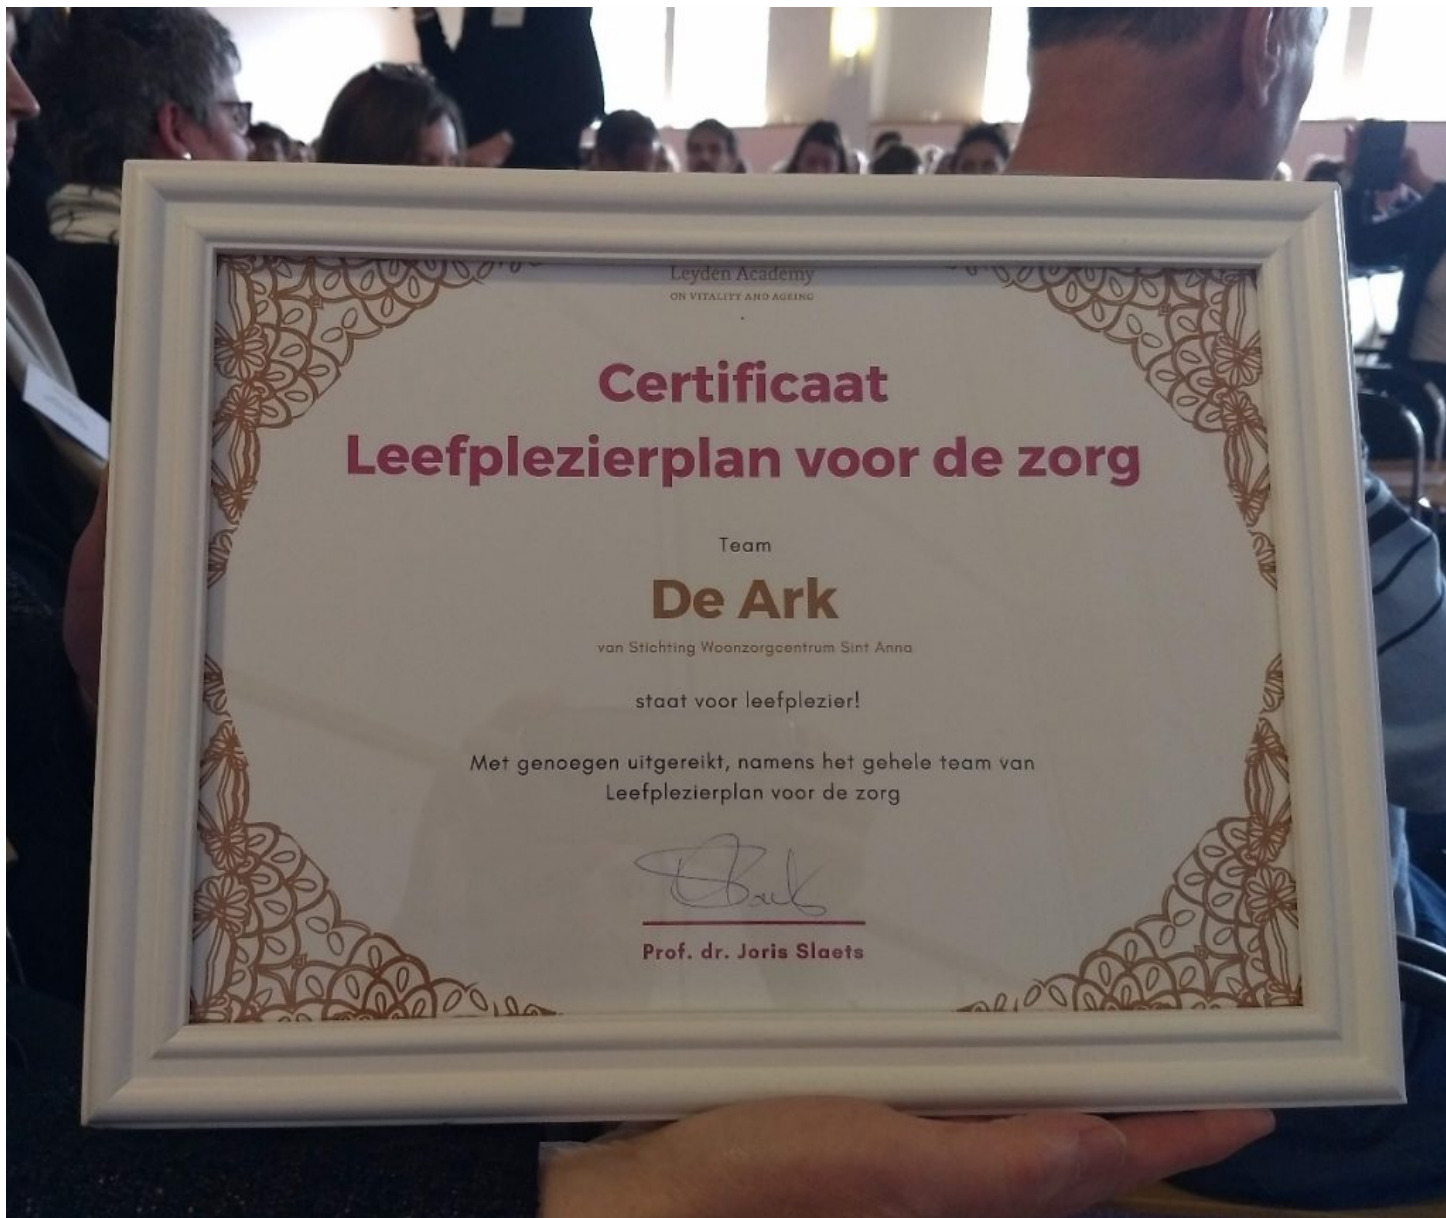 Leyden Academy
ON VITALITY AND AGEING
Certificaat
Leefplezierplan voor de zorg
Team
De Ark
van Stichting Woonzorgcentrum Sint Anna
staat voor leefplezier!
Met genoegen uitgereikt, namens het gehele team van
Leefplezierplan voor de zorg
Prof. dr. Joris Slaets